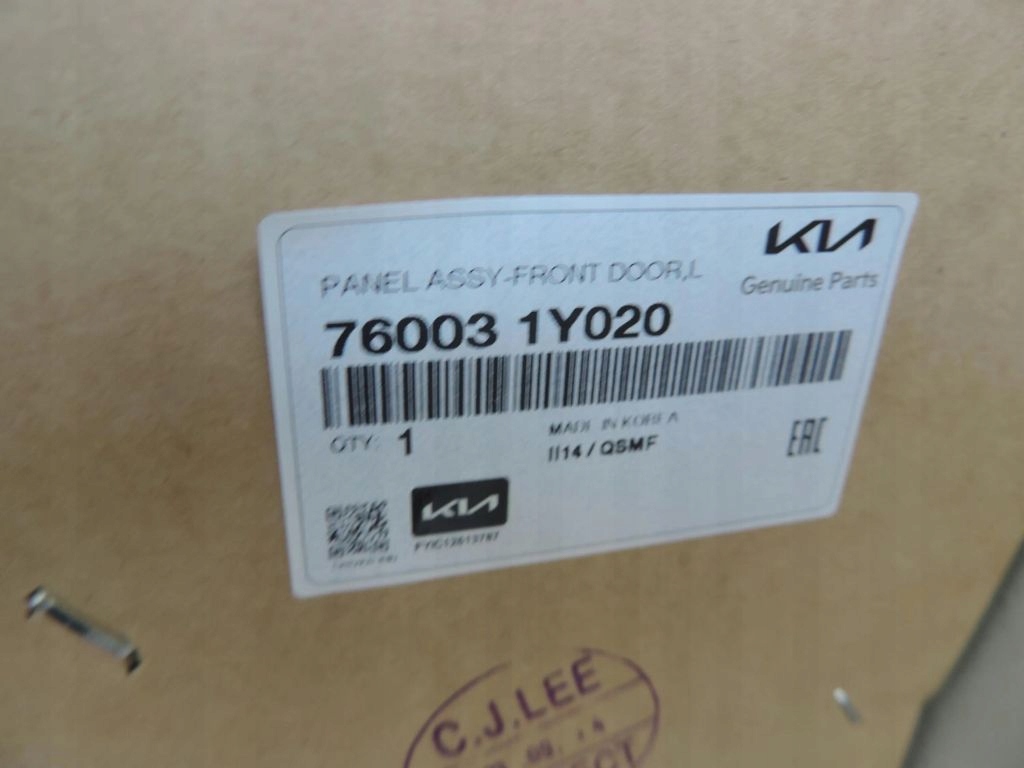 KIA
Genuine Parts
PANEL ASSY-FRONT DOOR,L
76003 1Y020
QTY: 1
MADE IN KOREA
EAC
II14 / QSMF
KIA
FYIC12613787
C.J.LEE